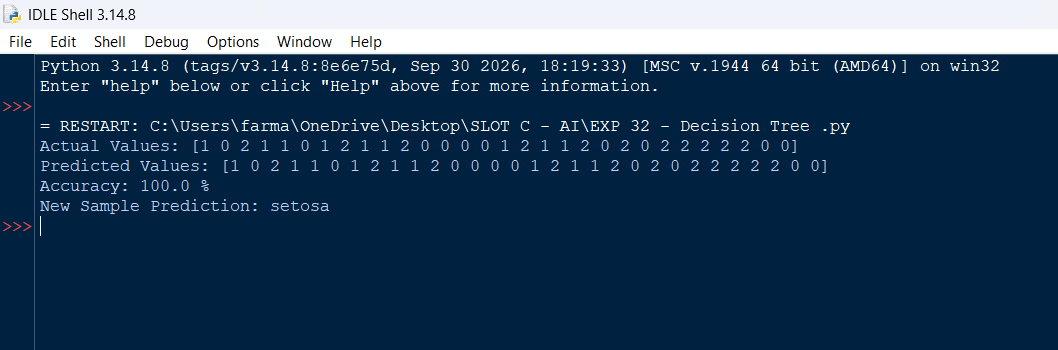 IDLE Shell 3.14.8
File Edit Shell Debug Options Window Help
Python 3.14.8 (tags/v3.14.8:8e6e75d, Sep 30 2026, 18:19:33) [MSC v.1944 64 bit (AMD64)] on win32
Enter "help" below or click "Help" above for more information.
>>>
= RESTART: C:\Users\farma\OneDrive\Desktop\SLOT C - AI\EXP 32 - Decision Tree .py
Actual Values: [1 0 2 1 1 0 1 2 1 1 2 0 0 0 0 1 2 1 1 2 0 2 0 2 2 2 2 2 0 0]
Predicted Values: [1 0 2 1 1 0 1 2 1 1 2 0 0 0 0 1 2 1 1 2 0 2 0 2 2 2 2 2 0 0]
Accuracy: 100.0 %
New Sample Prediction: setosa
>>>